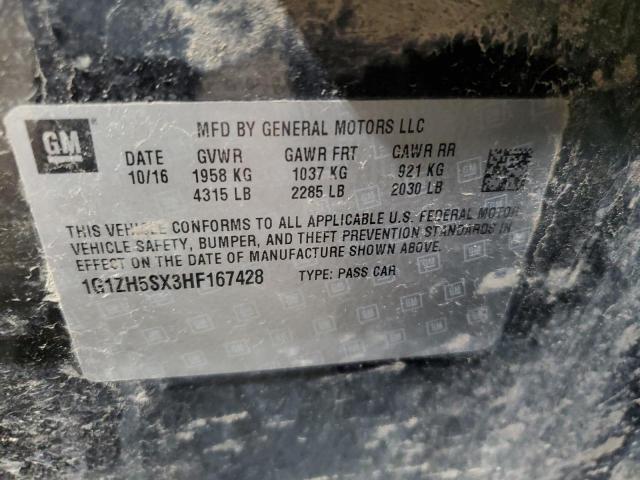 GM
MFD BY GENERAL MOTORS LLC
DATE GVWR GAWR FRT GAWR RR
10/16 1958 KG 1037 KG 921 KG
4315 LB 2285 LB 2030 LB
THIS VEHICLE CONFORMS TO ALL APPLICABLE U.S. FEDERAL MOTOR
VEHICLE SAFETY, BUMPER, AND THEFT PREVENTION STANDARDS IN
EFFECT ON THE DATE OF MANUFACTURE SHOWN ABOVE.
1G1ZH5SX3HF167428 TYPE: PASS CAR